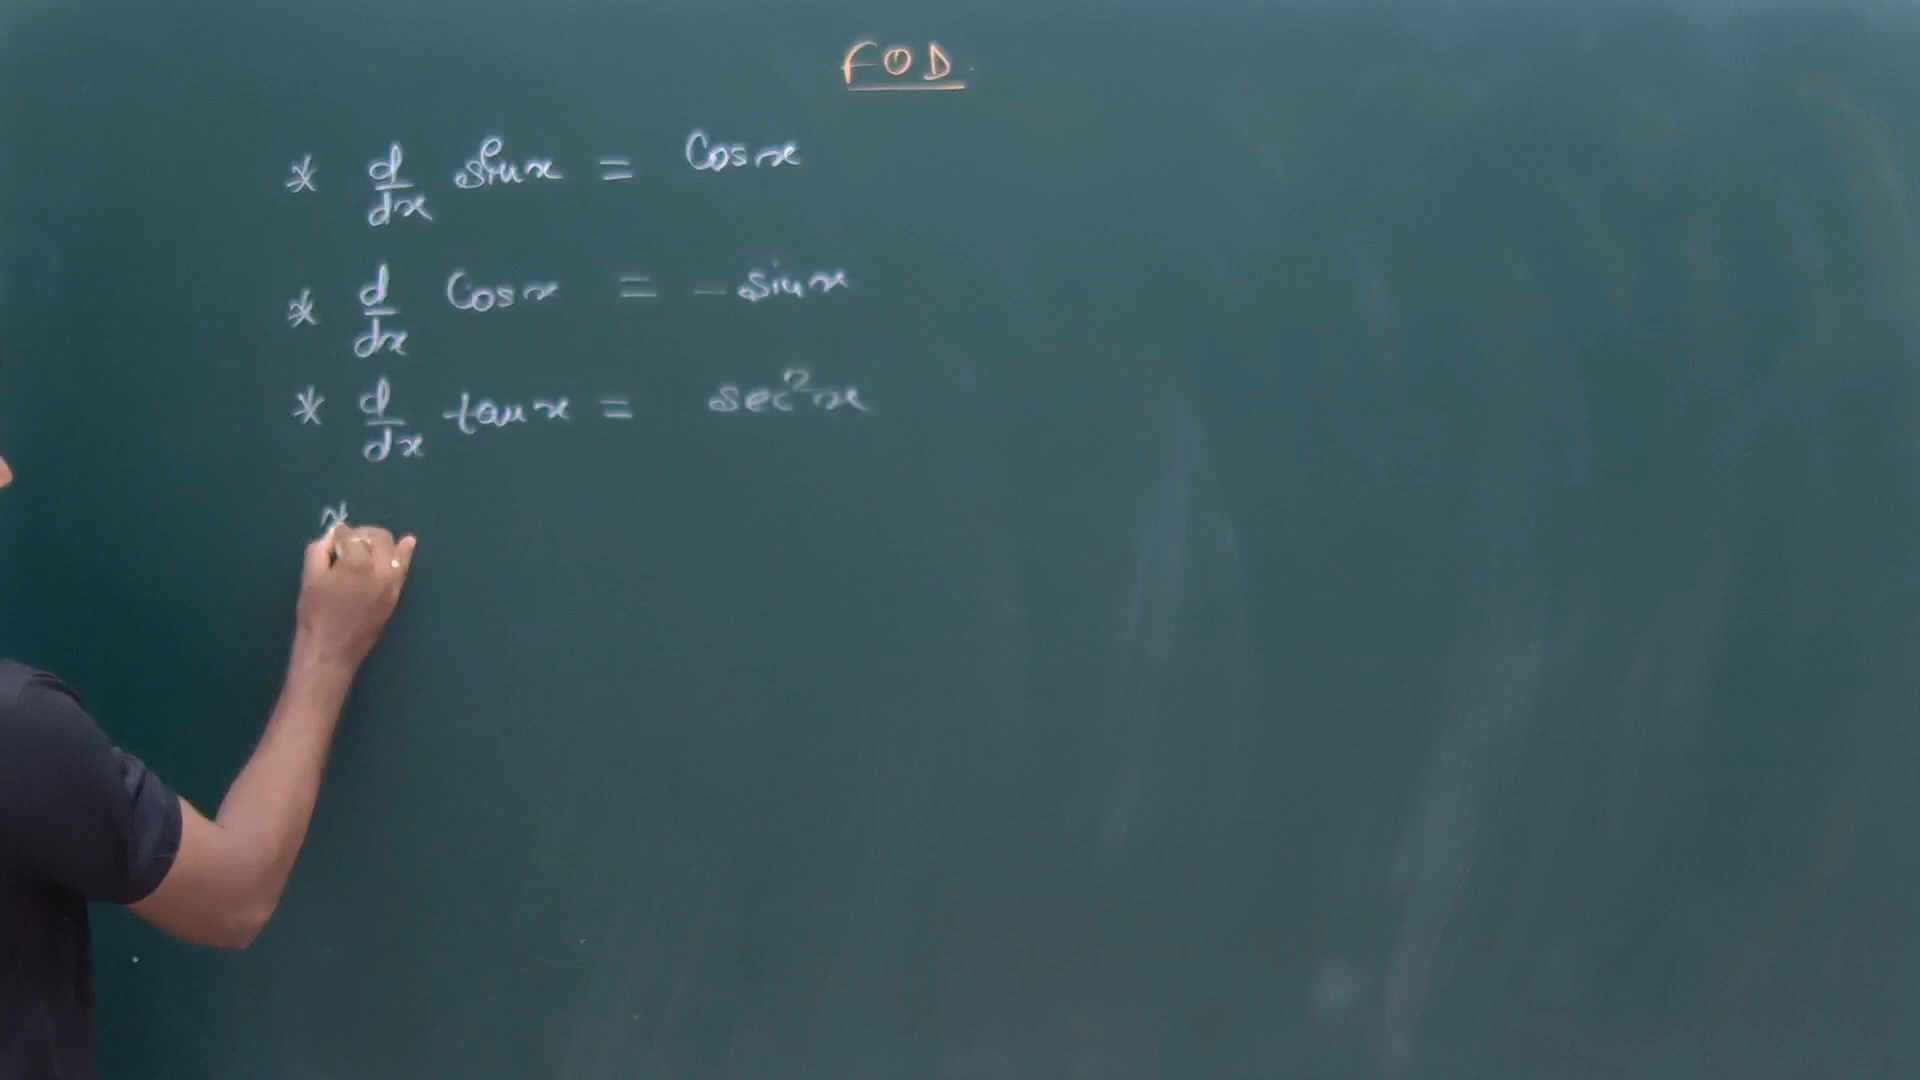 FOD.
* d/dx sinx = Cosx
* d/dx Cosx = - sinx
* d/dx tanx = sec²x
*